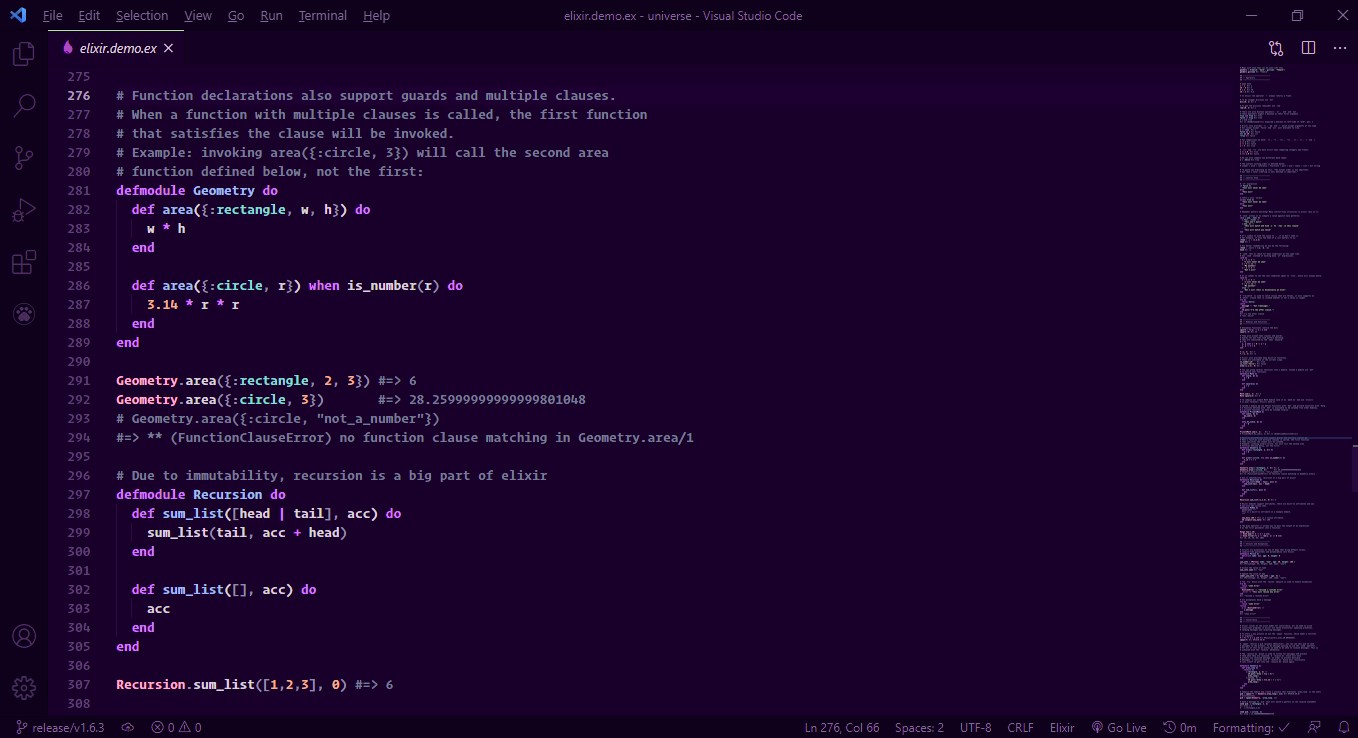 File Edit Selection View Go Run Terminal Help elixir.demo.ex - universe - Visual Studio Code
elixir.demo.ex
275
276 # Function declarations also support guards and multiple clauses.
277 # When a function with multiple clauses is called, the first function
278 # that satisfies the clause will be invoked.
279 # Example: invoking area({:circle, 3}) will call the second area
280 # function defined below, not the first:
281 defmodule Geometry do
282   def area({:rectangle, w, h}) do
283     w * h
284   end
285
286   def area({:circle, r}) when is_number(r) do
287     3.14 * r * r
288   end
289 end
290
291 Geometry.area({:rectangle, 2, 3}) #=> 6
292 Geometry.area({:circle, 3})       #=> 28.25999999999999801048
293 # Geometry.area({:circle, "not_a_number"})
294 #=> ** (FunctionClauseError) no function clause matching in Geometry.area/1
295
296 # Due to immutability, recursion is a big part of elixir
297 defmodule Recursion do
298   def sum_list([head | tail], acc) do
299     sum_list(tail, acc + head)
300   end
301
302   def sum_list([], acc) do
303     acc
304   end
305 end
306
307 Recursion.sum_list([1,2,3], 0) #=> 6
308
release/v1.6.3 0 0 Ln 276, Col 66 Spaces: 2 UTF-8 CRLF Elixir Go Live 0m Formatting: ✓